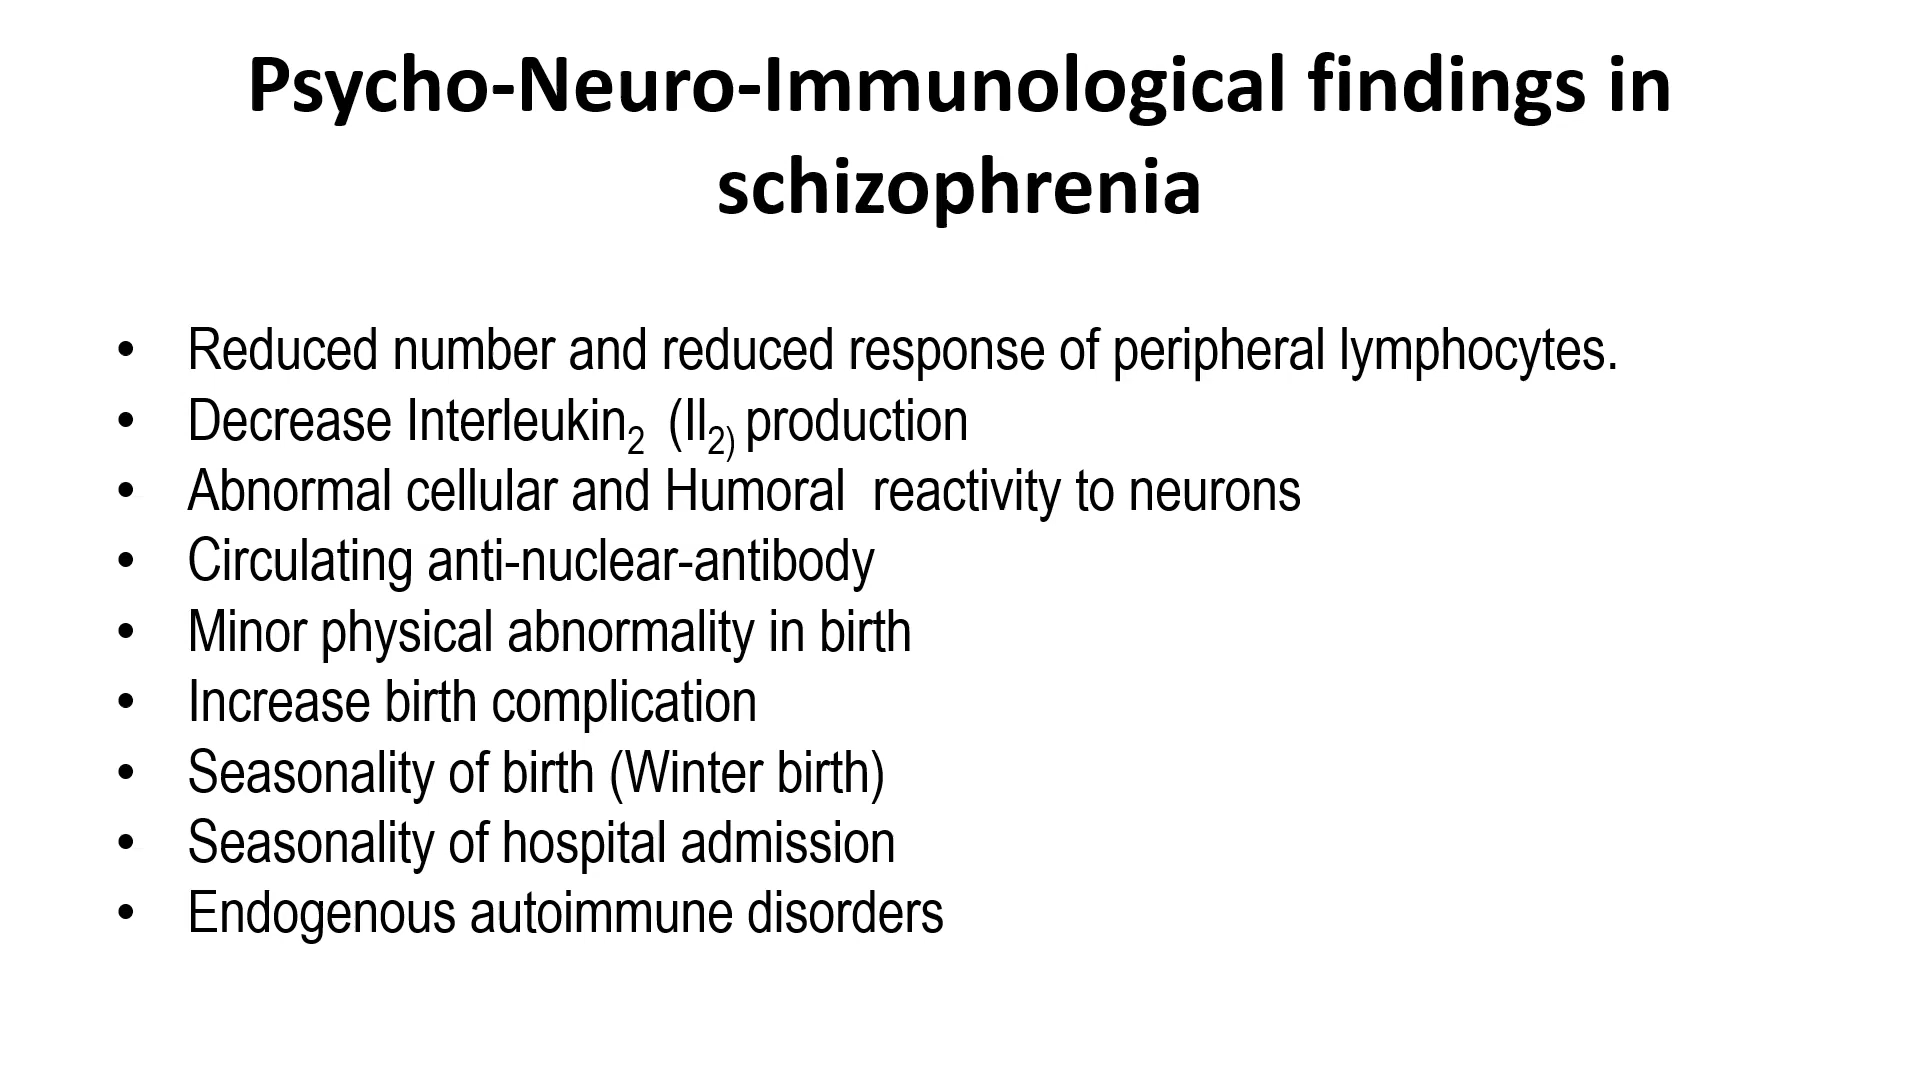 Psycho-Neuro-Immunological findings in
schizophrenia
• Reduced number and reduced response of peripheral lymphocytes.
• Decrease Interleukin₂ (Il₂₎ production
• Abnormal cellular and Humoral reactivity to neurons
• Circulating anti-nuclear-antibody
• Minor physical abnormality in birth
• Increase birth complication
• Seasonality of birth (Winter birth)
• Seasonality of hospital admission
• Endogenous autoimmune disorders